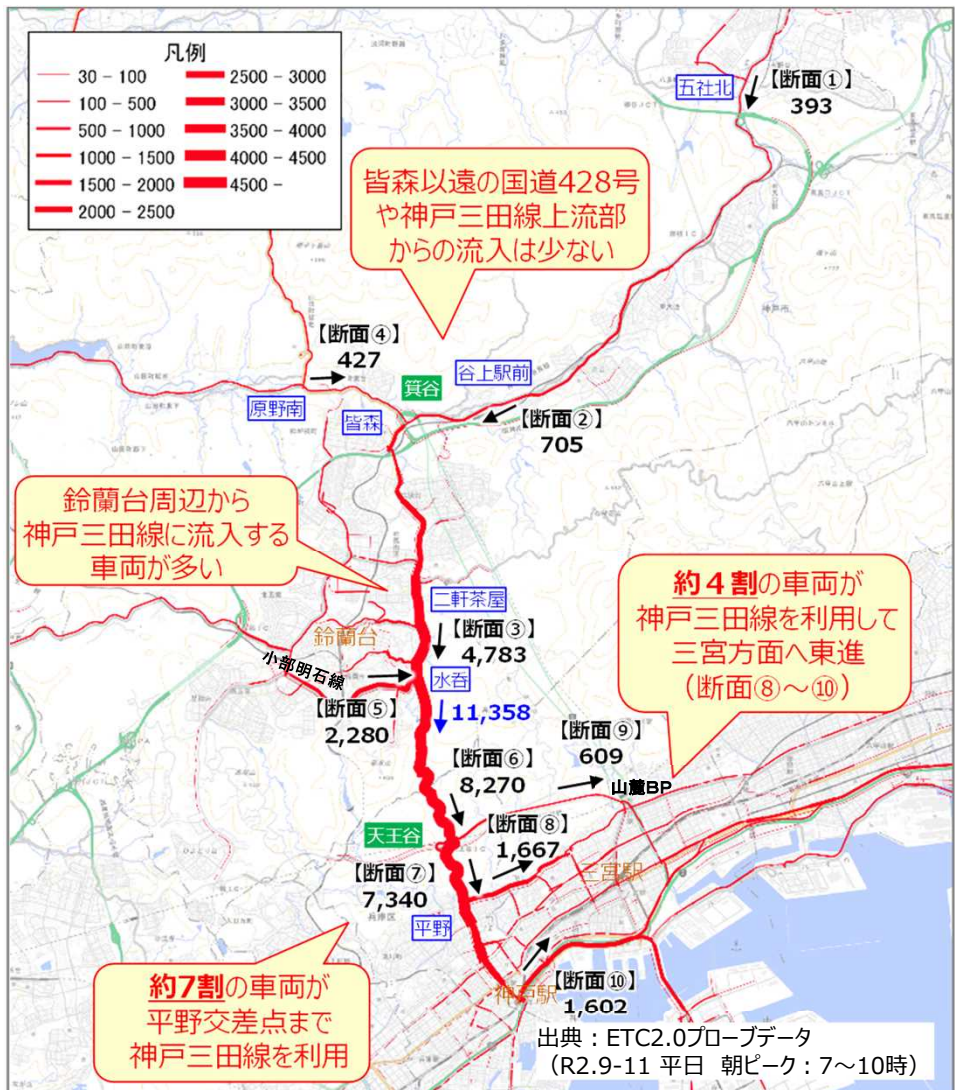 凡例
30 - 100
100 - 500
500 - 1000
1000 - 1500
1500 - 2000
2000 - 2500
2500 - 3000
3000 - 3500
3500 - 4000
4000 - 4500
4500 -
五社北
【断面①】
393
皆森以遠の国道428号
や神戸三田線上流部
からの流入は少ない
【断面④】
427
谷上駅前
箕谷
原野南
皆森
【断面②】
705
鈴蘭台周辺から
神戸三田線に流入する
車両が多い
二軒茶屋
【断面③】
4,783
鈴蘭台
小部明石線
水呑
【断面⑤】
2,280
11,358
約4割の車両が
神戸三田線を利用して
三宮方面へ東進
(断面⑧~⑩)
【断面⑨】
609
【断面⑥】
8,270
山麓BP
天王谷
【断面⑧】
1,667
三宮駅
【断面⑦】
7,340
兵庫区
平野
約7割の車両が
平野交差点まで
神戸三田線を利用
神戸駅
【断面⑩】
1,602
出典:ETC2.0プローブデータ
(R2.9-11 平日 朝ピーク:7~10時)